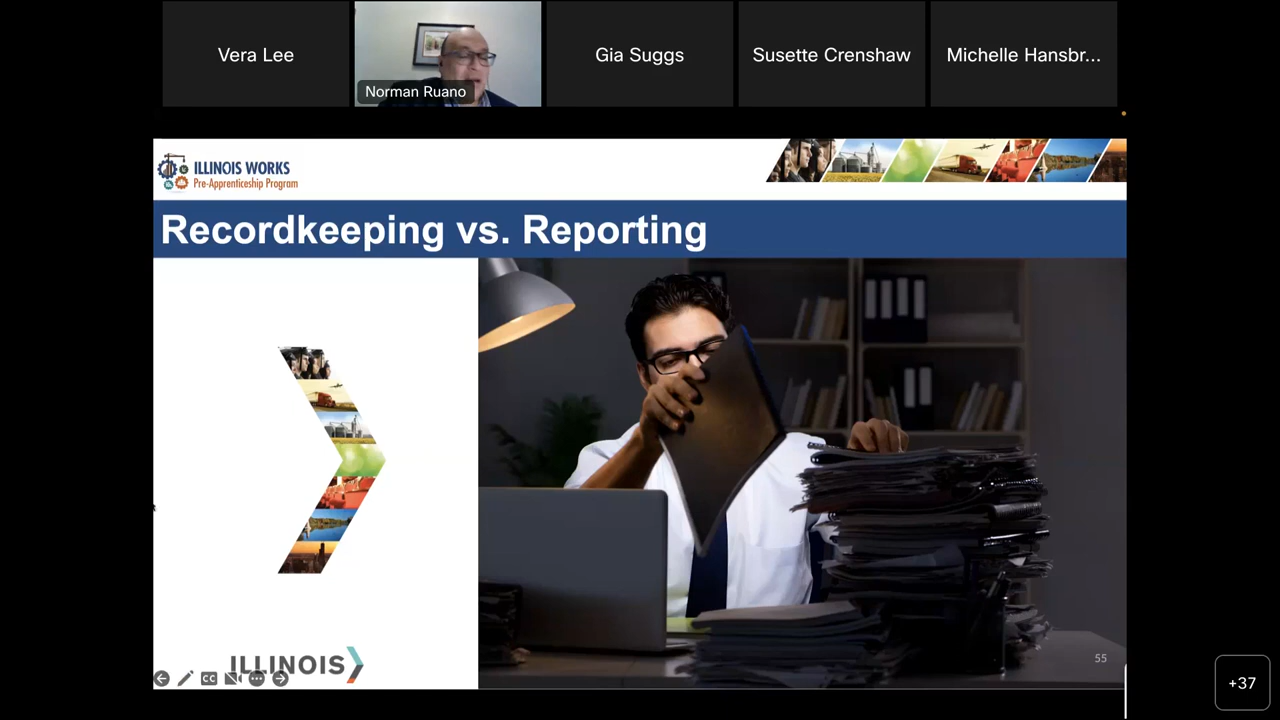 Vera Lee
Norman Ruano
Gia Suggs
Susette Crenshaw
Michelle Hansbr...
ILLINOIS WORKS
Pre-Apprenticeship Program
Recordkeeping vs. Reporting
ILLINOIS
CC
55
+37